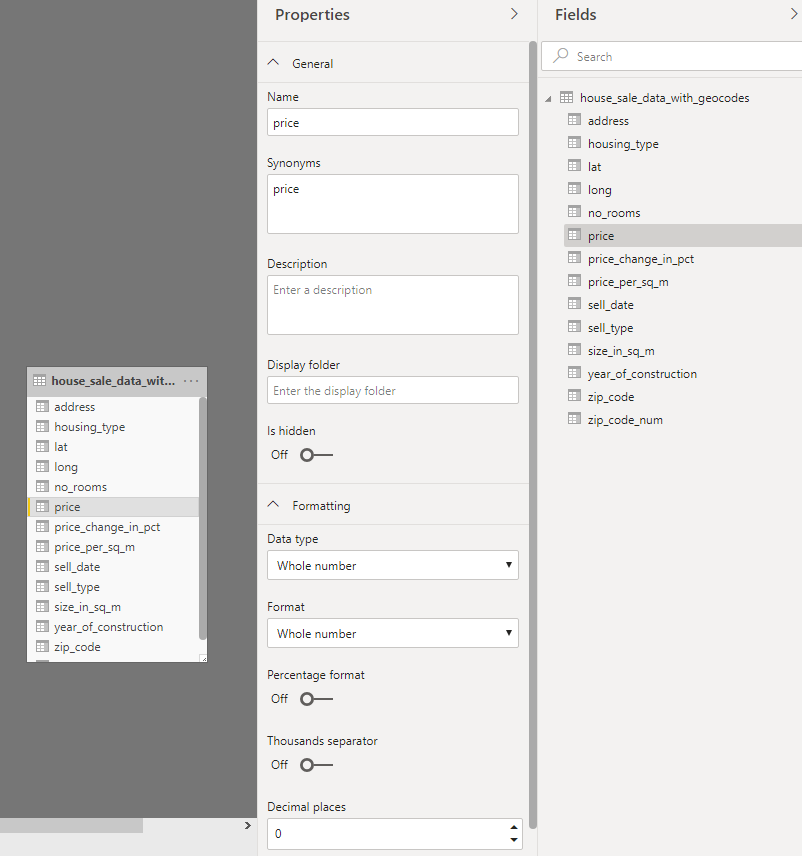 house_sale_data_wit... ...
address
housing_type
lat
long
no_rooms
price
price_change_in_pct
price_per_sq_m
sell_date
sell_type
size_in_sq_m
year_of_construction
zip_code
Properties
General
Name
price
Synonyms
price
Description
Enter a description
Display folder
Enter the display folder
Is hidden
Off
Formatting
Data type
Whole number
Format
Whole number
Percentage format
Off
Thousands separator
Off
Decimal places
0
Fields
Search
house_sale_data_with_geocodes
address
housing_type
lat
long
no_rooms
price
price_change_in_pct
price_per_sq_m
sell_date
sell_type
size_in_sq_m
year_of_construction
zip_code
zip_code_num